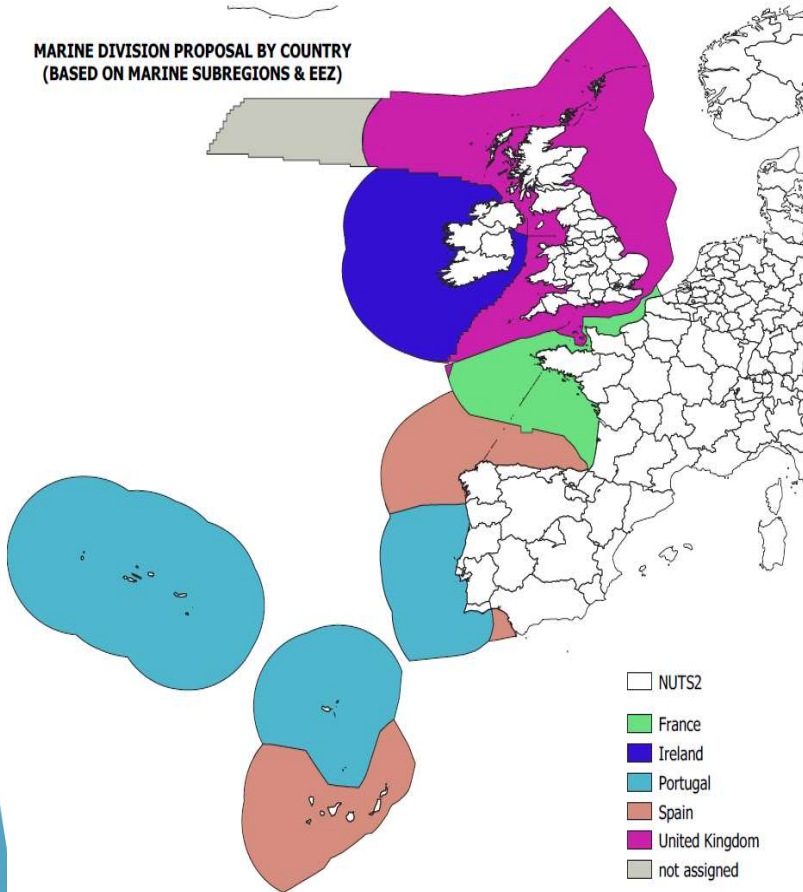 MARINE DIVISION PROPOSAL BY COUNTRY
(BASED ON MARINE SUBREGIONS & EEZ)
NUTS2
France
Ireland
Portugal
Spain
United Kingdom
not assigned